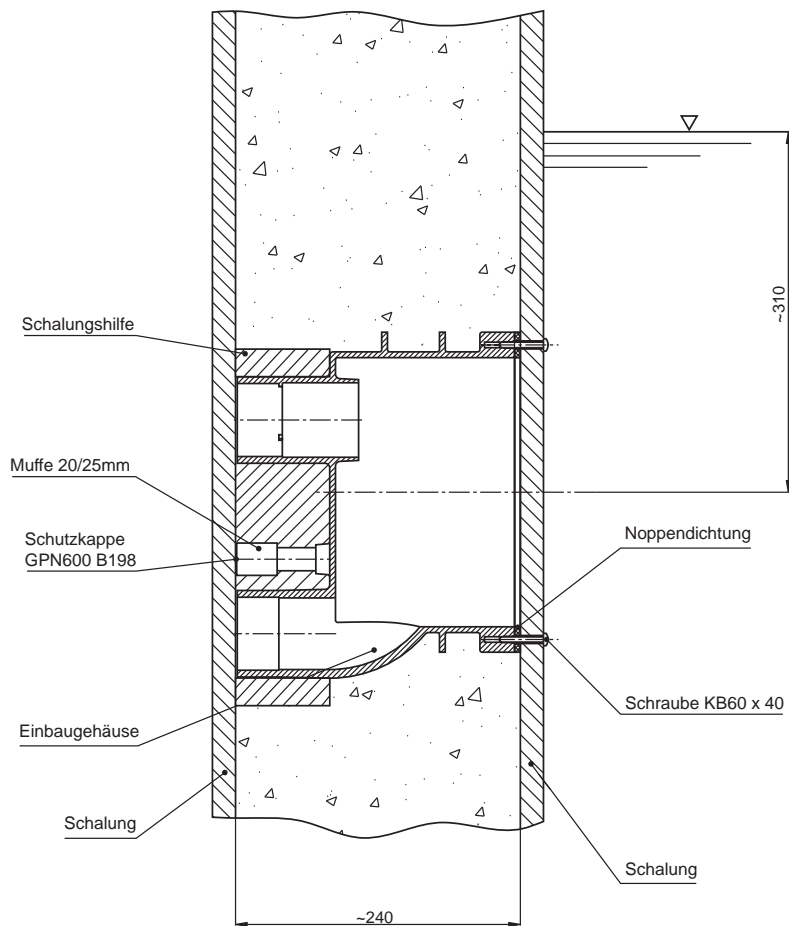 ~310
Schalungshilfe
Muffe 20/25mm
Schutzkappe
GPN600 B198
Noppendichtung
Schraube KB60 x 40
Einbaugehäuse
Schalung
Schalung
~240